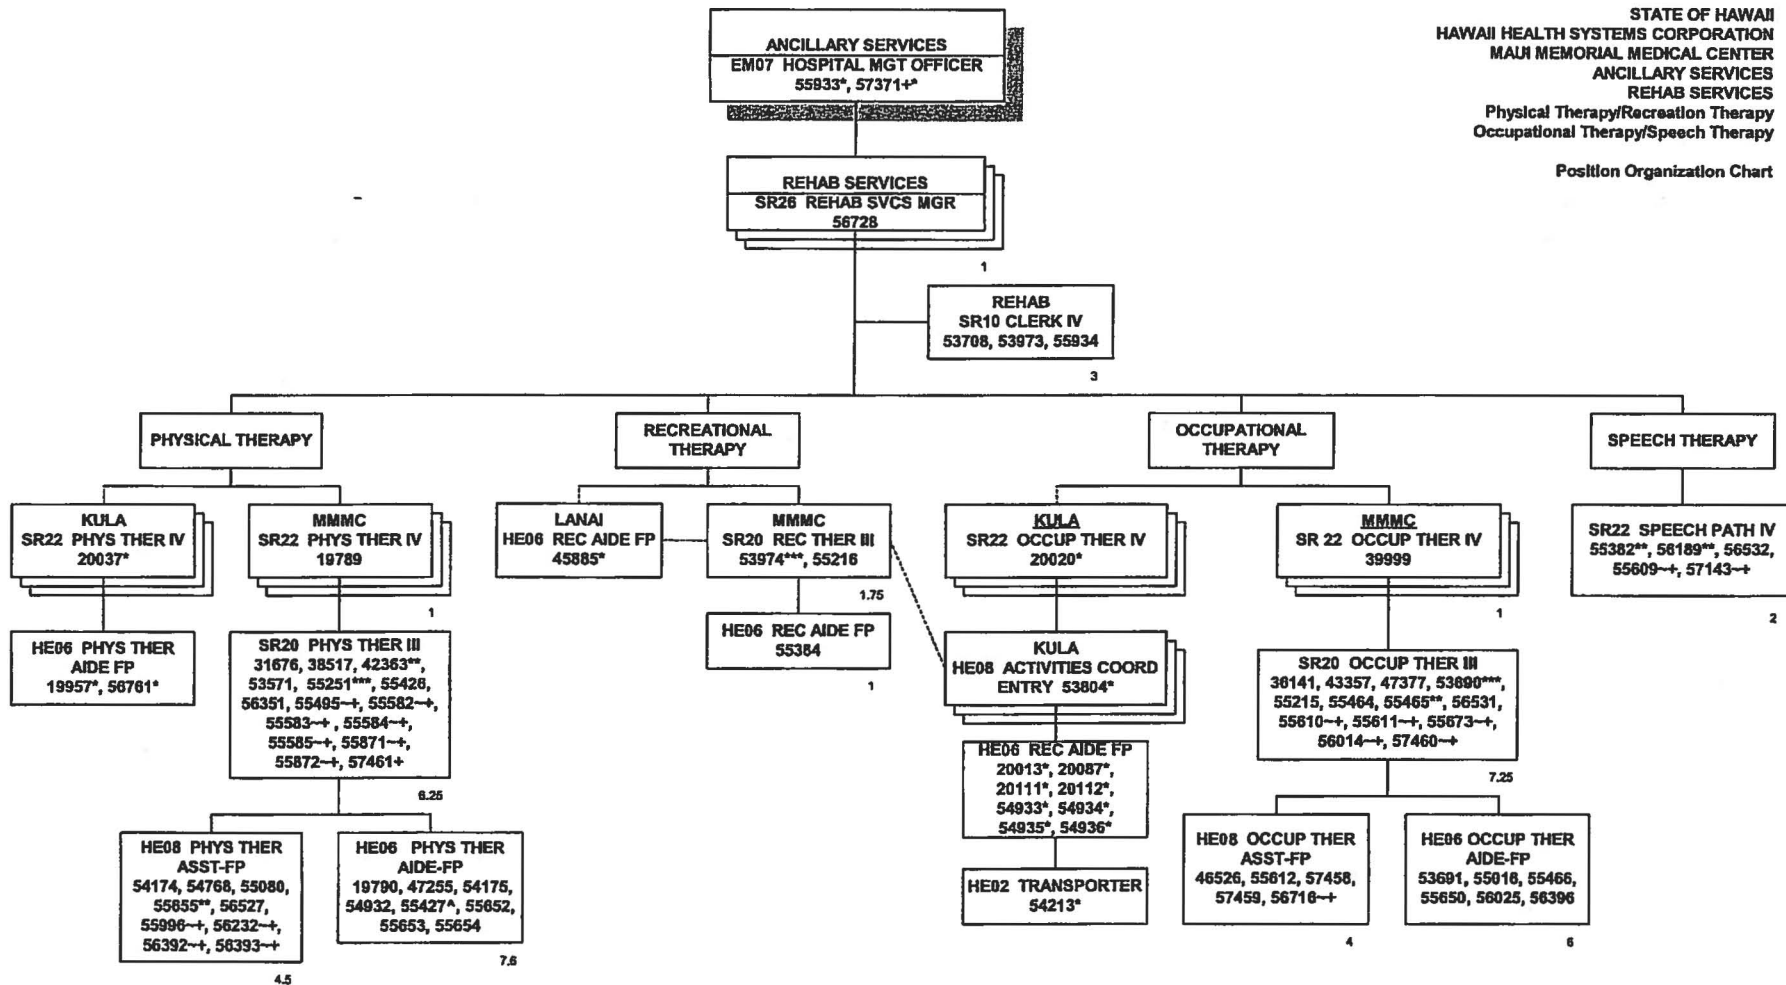 STATE OF HAWAII
HAWAII HEALTH SYSTEMS CORPORATION
MAUI MEMORIAL MEDICAL CENTER
ANCILLARY SERVICES
REHAB SERVICES
Physical Therapy/Recreation Therapy
Occupational Therapy/Speech Therapy
Position Organization Chart
ANCILLARY SERVICES
EM07 HOSPITAL MGT OFFICER
55933*, 57371+*
REHAB SERVICES
SR26 REHAB SVCS MGR
56728
1
REHAB
SR10 CLERK IV
53708, 53973, 55934
3
PHYSICAL THERAPY
RECREATIONAL
THERAPY
OCCUPATIONAL
THERAPY
SPEECH THERAPY
KULA
SR22 PHYS THER IV
20037*
MMMC
SR22 PHYS THER IV
19789
1
LANAI
HE06 REC AIDE FP
45885*
MMMC
SR20 REC THER III
53974***, 55216
1.75
KULA
SR22 OCCUP THER IV
20020*
MMMC
SR 22 OCCUP THER IV
39999
1
SR22 SPEECH PATH IV
55382**, 56189**, 56532,
55609~+, 57143~+
2
HE06 PHYS THER
AIDE FP
19957*, 56761*
SR20 PHYS THER III
31676, 38517, 42363**,
53571, 55251***, 55426,
56351, 55495~+, 55582~+,
55583~+ , 55584~+,
55585~+, 55871~+,
55872~+, 57461+
6.25
HE06 REC AIDE FP
55384
1
KULA
HE08 ACTIVITIES COORD
ENTRY 53804*
SR20 OCCUP THER III
36141, 43357, 47377, 53690***,
55215, 55464, 55465**, 56531,
55610~+, 55611~+, 55673~+,
56014~+, 57460~+
7.25
HE06 REC AIDE FP
20013*, 20087*,
20111*, 20112*,
54933*, 54934*,
54935*, 54936*
HE02 TRANSPORTER
54213*
HE08 PHYS THER
ASST-FP
54174, 54768, 55080,
55655**, 56527,
55996~+, 56232~+,
56392~+, 56393~+
4.5
HE06 PHYS THER
AIDE-FP
19790, 47255, 54175,
54932, 55427^, 55652,
55653, 55654
7.6
HE08 OCCUP THER
ASST-FP
46526, 55612, 57458,
57459, 56716~+
4
HE06 OCCUP THER
AIDE-FP
53691, 55018, 55466,
55650, 56025, 56396
6